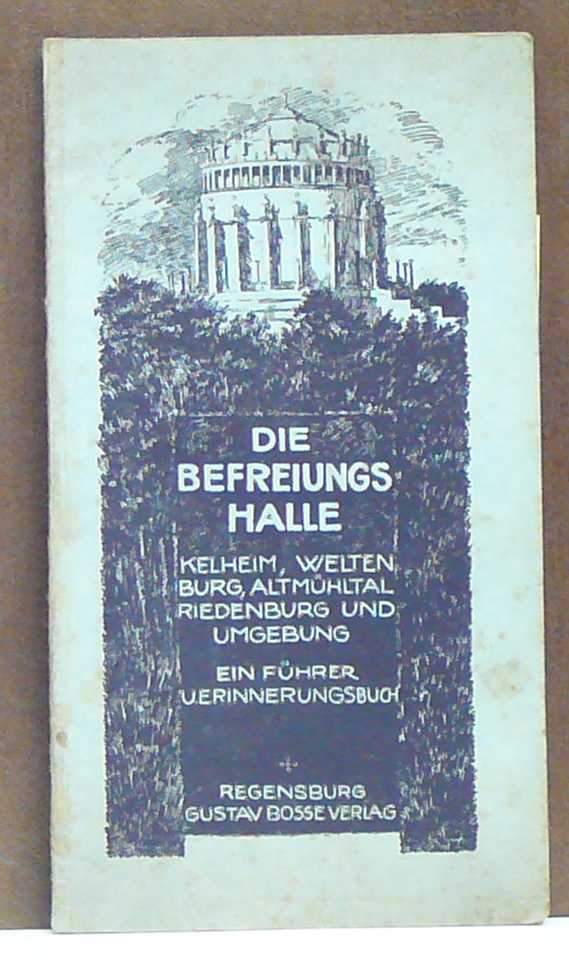 DIE
BEFREIUNGS
HALLE
KELHEIM, WELTEN
BURG, ALTMÜHLTAL
RIEDENBURG UND
UMGEBUNG
EIN FÜHRER
U. ERINNERUNGSBUCH
REGENSBURG
GUSTAV BOSSE VERLAG